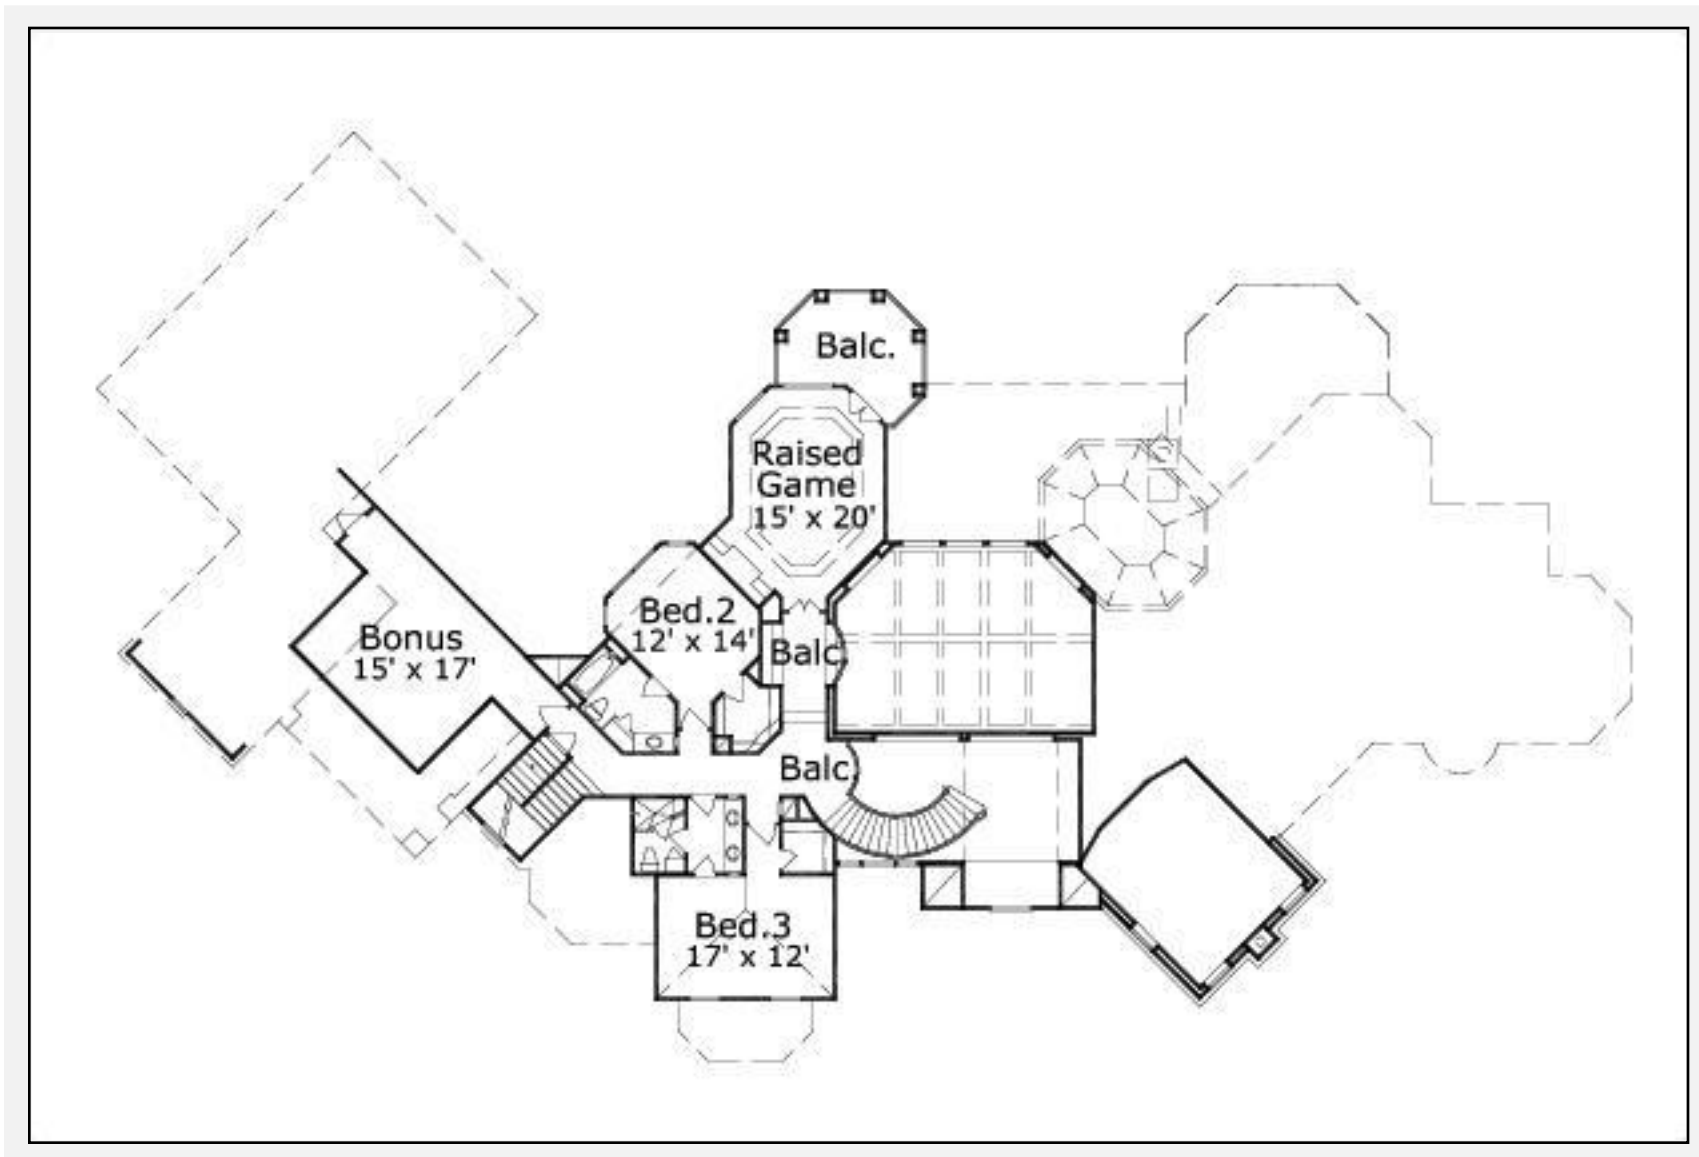 Balc.
Raised
Game
15' x 20'
Bed.2
12' x 14'
Bonus
15' x 17'
Balc
Balc
Bed.3
17' x 12'